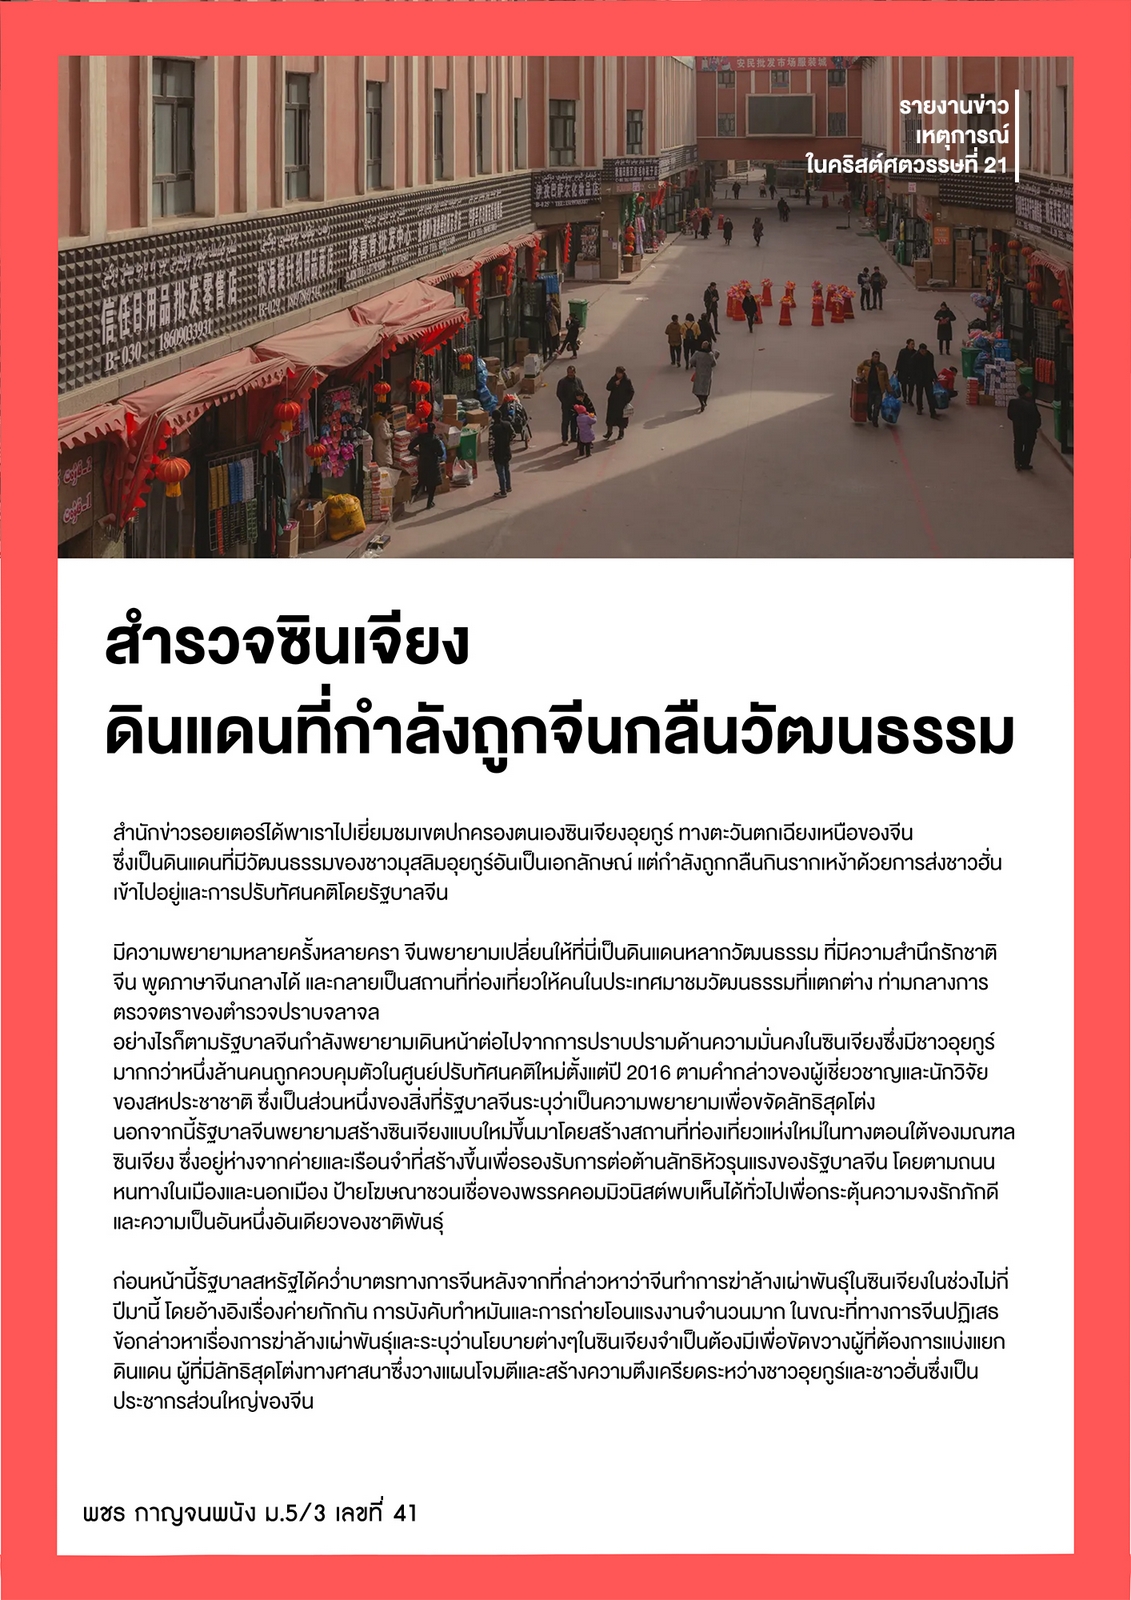 安民批发市场服装城
รายงานข่าว
เหตุการณ์
ในคริสต์ศตวรรษที่ 21
信任日用品批发零售店
B-030 18609033931
B-029
สำรวจซินเจียง
ดินแดนที่กำลังถูกจีนกลืนวัฒนธรรม
สำนักข่าวรอยเตอร์ได้พาเราไปเยี่ยมชมเขตปกครองตนเองซินเจียงอุยกูร์ ทางตะวันตกเฉียงเหนือของจีน
ซึ่งเป็นดินแดนที่มีวัฒนธรรมของชาวมุสลิมอุยกูร์อันเป็นเอกลักษณ์ แต่กำลังถูกกลืนกินรากเหง้าด้วยการส่งชาวฮั่น
เข้าไปอยู่และการปรับทัศนคติโดยรัฐบาลจีน
มีความพยายามหลายครั้งหลายครา จีนพยายามเปลี่ยนให้ที่นี่เป็นดินแดนหลากวัฒนธรรม ที่มีความสำนึกรักชาติ
จีน พูดภาษาจีนกลางได้ และกลายเป็นสถานที่ท่องเที่ยวให้คนในประเทศมาชมวัฒนธรรมที่แตกต่าง ท่ามกลางการ
ตรวจตราของตำรวจปราบจลาจล
อย่างไรก็ตามรัฐบาลจีนกำลังพยายามเดินหน้าต่อไปจากการปราบปรามด้านความมั่นคงในซินเจียงซึ่งมีชาวอุยกูร์
มากกว่าหนึ่งล้านคนถูกควบคุมตัวในศูนย์ปรับทัศนคติใหม่ตั้งแต่ปี 2016 ตามคำกล่าวของผู้เชี่ยวชาญและนักวิจัย
ของสหประชาชาติ ซึ่งเป็นส่วนหนึ่งของสิ่งที่รัฐบาลจีนระบุว่าเป็นความพยายามเพื่อขจัดลัทธิสุดโต่ง
นอกจากนี้รัฐบาลจีนพยายามสร้างซินเจียงแบบใหม่ขึ้นมาโดยสร้างสถานที่ท่องเที่ยวแห่งใหม่ในทางตอนใต้ของมณฑล
ซินเจียง ซึ่งอยู่ห่างจากค่ายและเรือนจำที่สร้างขึ้นเพื่อรองรับการต่อต้านลัทธิหัวรุนแรงของรัฐบาลจีน โดยตามถนน
หนทางในเมืองและนอกเมือง ป้ายโฆษณาชวนเชื่อของพรรคคอมมิวนิสต์พบเห็นได้ทั่วไปเพื่อกระตุ้นความจงรักภักดี
และความเป็นอันหนึ่งอันเดียวของชาติพันธุ์
ก่อนหน้านี้รัฐบาลสหรัฐได้คว่ำบาตรทางการจีนหลังจากที่กล่าวหาว่าจีนทำการฆ่าล้างเผ่าพันธุ์ในซินเจียงในช่วงไม่กี่
ปีมานี้ โดยอ้างอิงเรื่องค่ายกักกัน การบังคับทำหมันและการถ่ายโอนแรงงานจำนวนมาก ในขณะที่ทางการจีนปฏิเสธ
ข้อกล่าวหาเรื่องการฆ่าล้างเผ่าพันธุ์และระบุว่านโยบายต่างๆในซินเจียงจำเป็นต้องมีเพื่อขัดขวางผู้ที่ต้องการแบ่งแยก
ดินแดน ผู้ที่มีลัทธิสุดโต่งทางศาสนาซึ่งวางแผนโจมตีและสร้างความตึงเครียดระหว่างชาวอุยกูร์และชาวฮั่นซึ่งเป็น
ประชากรส่วนใหญ่ของจีน
พชร กาญจนพนัง ม.5/3 เลขที่ 41